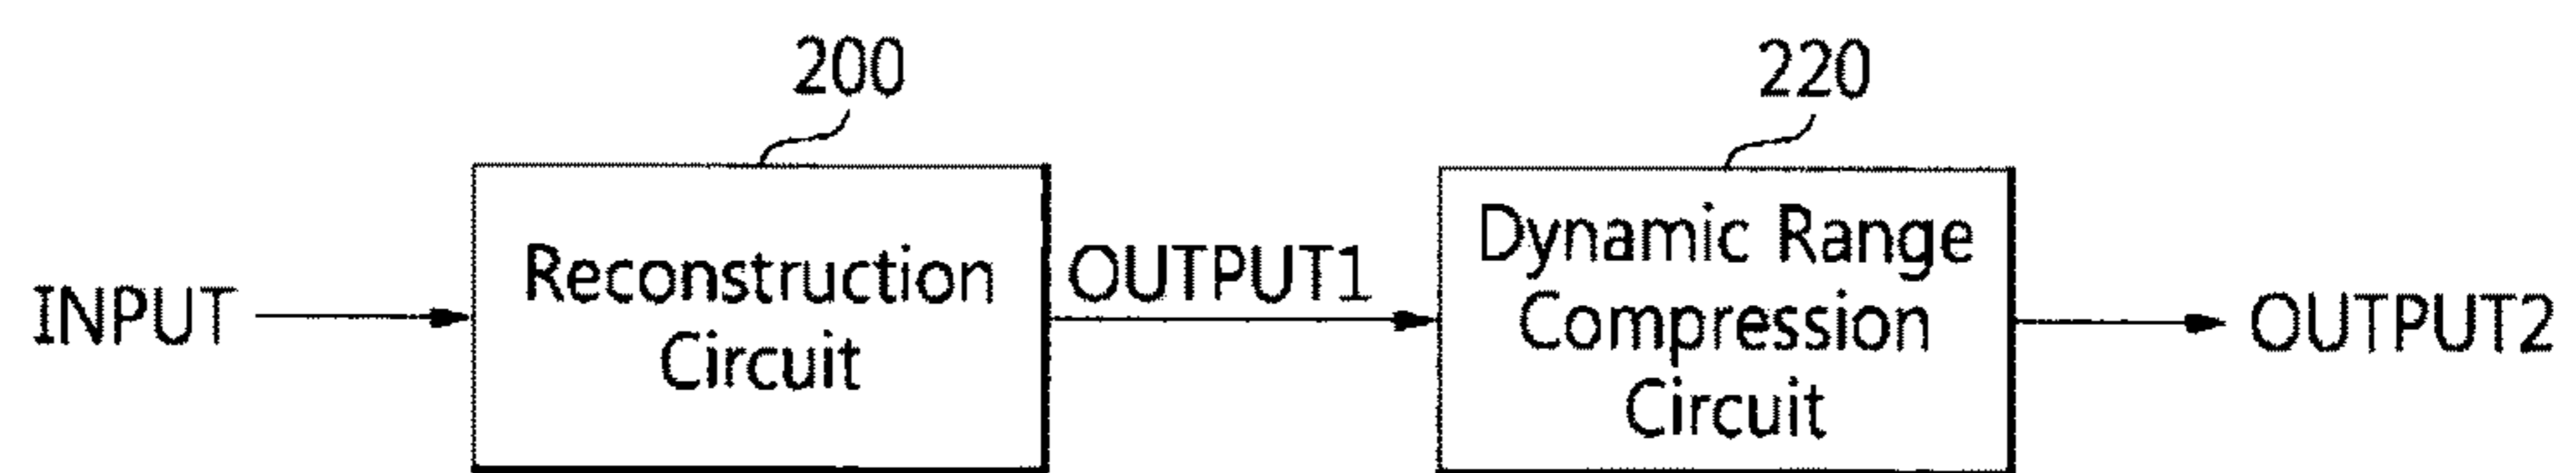 200
220
INPUT
Reconstruction
Circuit
OUTPUT1
Dynamic Range
Compression
Circuit
OUTPUT2